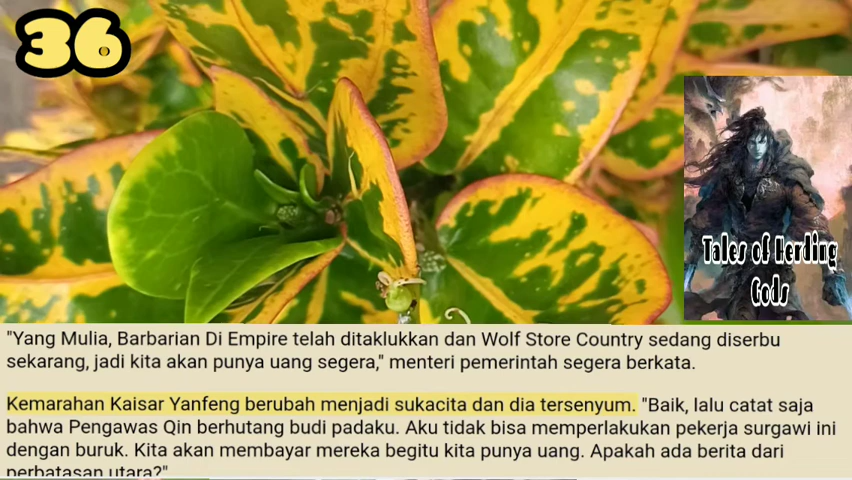 36
Tales of Herding
Gods
"Yang Mulia, Barbarian Di Empire telah ditaklukkan dan Wolf Store Country sedang diserbu
sekarang, jadi kita akan punya uang segera," menteri pemerintah segera berkata.
Kemarahan Kaisar Yanfeng berubah menjadi sukacita dan dia tersenyum. "Baik, lalu catat saja
bahwa Pengawas Qin berhutang budi padaku. Aku tidak bisa memperlakukan pekerja surgawi ini
dengan buruk. Kita akan membayar mereka begitu kita punya uang. Apakah ada berita dari
perbatasan utara?"